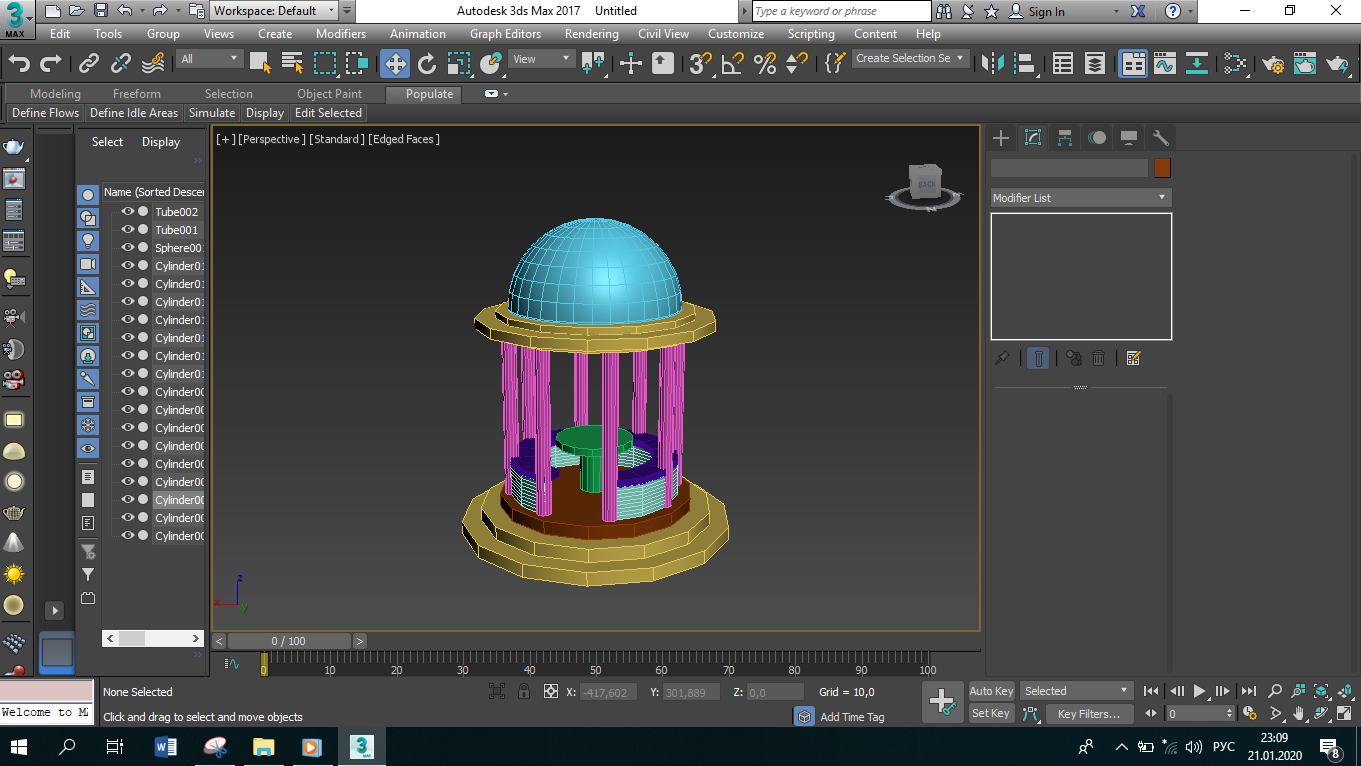 3 MAX
Workspace: Default
Autodesk 3ds Max 2017 Untitled
Type a keyword or phrase
Sign In
Edit Tools Group Views Create Modifiers Animation Graph Editors Rendering Civil View Customize Scripting Content Help
All
View
Create Selection Se
Modeling Freeform Selection Object Paint Populate
Define Flows Define Idle Areas Simulate Display Edit Selected
Select Display
Name (Sorted Descen
Tube002
Tube001
Sphere001
Cylinder01
Cylinder01
Cylinder01
Cylinder01
Cylinder01
Cylinder01
Cylinder01
Cylinder00
Cylinder00
Cylinder00
Cylinder00
Cylinder00
Cylinder00
Cylinder00
Cylinder00
Cylinder00
[+] [Perspective ] [Standard ] [Edged Faces ]
BACK
z
x
y
Modifier List
0 / 100
0 10 20 30 40 50 60 70 80 90 100
None Selected
X: -417,602 Y: 301,889 Z: 0,0 Grid = 10,0
Auto Key Selected
Welcome to M
Click and drag to select and move objects
Add Time Tag
Set Key Key Filters...
0
3 MAX
РУС
23:09
21.01.2020
8